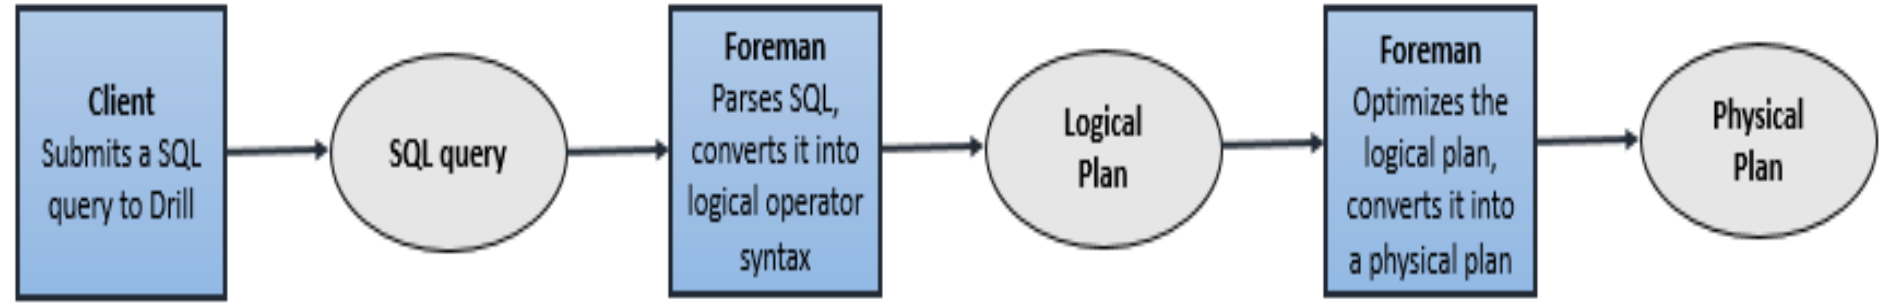 Client
Submits a SQL
query to Drill
SQL query
Foreman
Parses SQL,
converts it into
logical operator
syntax
Logical
Plan
Foreman
Optimizes the
logical plan,
converts it into
a physical plan
Physical
Plan